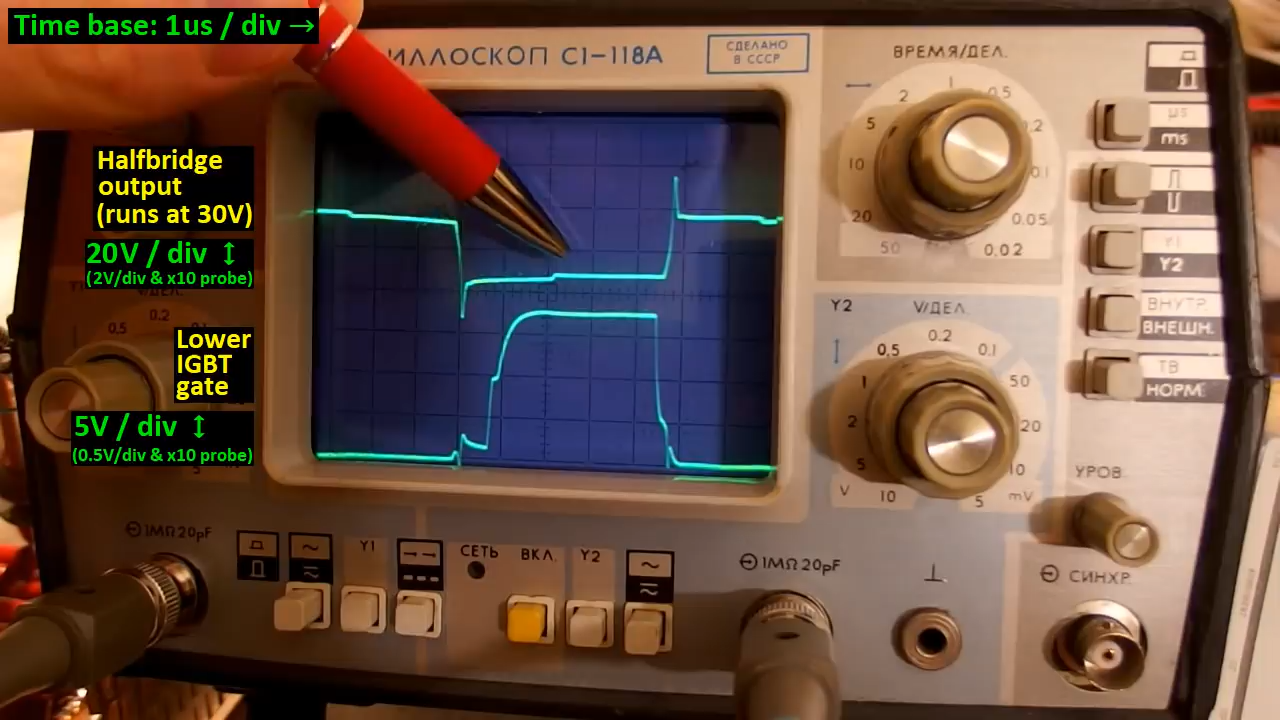 Time base: 1us / div →
ИЛЛОСКОП С1-118А
СДЕЛАНО
В СССР
ВРЕМЯ/ДЕЛ.
2
1
0,5
5
0,2
10
0,1
20
0,05
50
0,02
µs
ms
Y1
Y2
ВНУТР.
ВНЕШН.
ТВ
НОРМ.
Halfbridge
output
(runs at 30V)
20V / div ↕
(2V/div & x10 probe)
0,5
0.2
Lower
IGBT
gate
5V / div ↕
(0.5V/div & x10 probe)
Y2
V/ДЕЛ.
0,5
0.2
0,1
1
50
2
20
5
10
V
10
5
mV
УРОВ.
1MΩ 20pF
~
Y1
СЕТЬ
ВКЛ.
Y2
~
1MΩ 20pF
⊥
СИНХР.